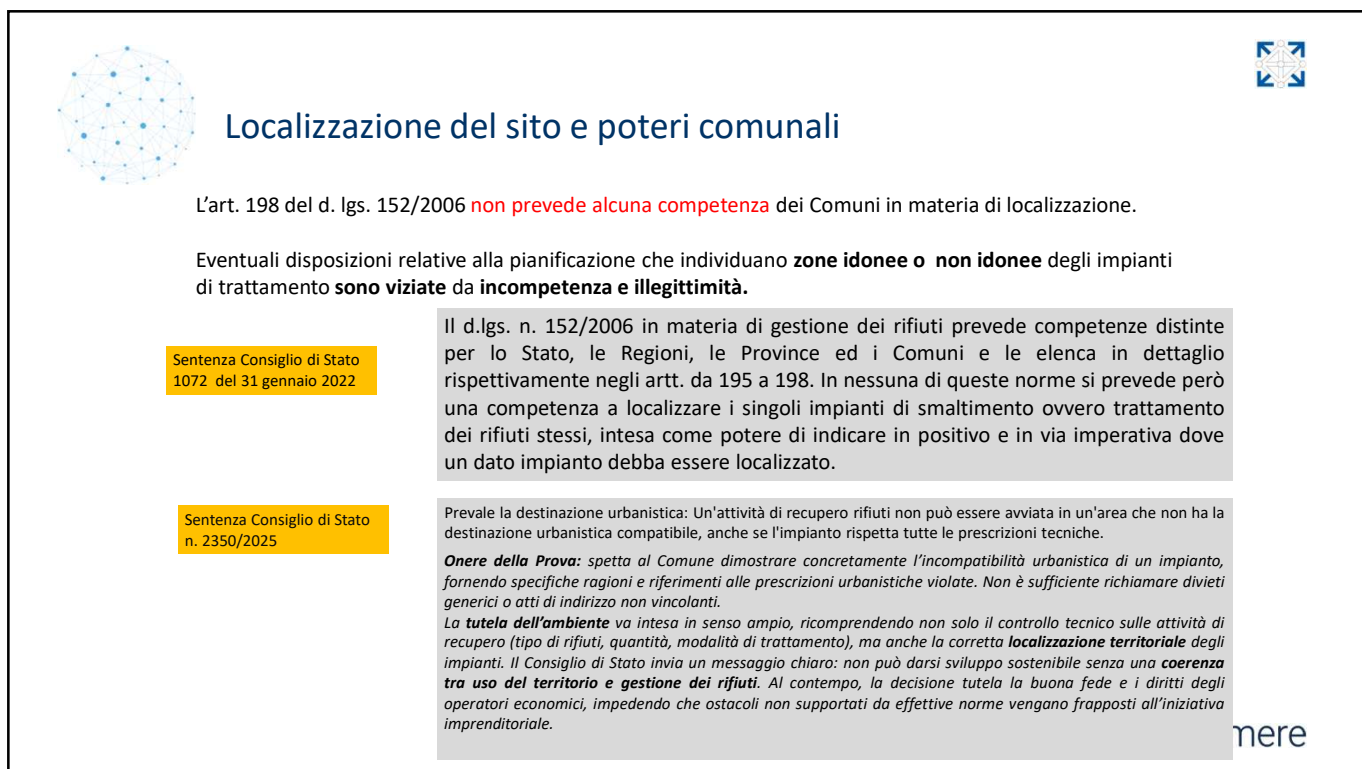 Localizzazione del sito e poteri comunali
L'art. 198 del d. lgs. 152/2006 non prevede alcuna competenza dei Comuni in materia di localizzazione.
Eventuali disposizioni relative alla pianificazione che individuano zone idonee o non idonee degli impianti
di trattamento sono viziate da incompetenza e illegittimità.
Sentenza Consiglio di Stato
1072 del 31 gennaio 2022
Il d.lgs. n. 152/2006 in materia di gestione dei rifiuti prevede competenze distinte
per lo Stato, le Regioni, le Province ed i Comuni e le elenca in dettaglio
rispettivamente negli artt. da 195 a 198. In nessuna di queste norme si prevede però
una competenza a localizzare i singoli impianti di smaltimento ovvero trattamento
dei rifiuti stessi, intesa come potere di indicare in positivo e in via imperativa dove
un dato impianto debba essere localizzato.
Sentenza Consiglio di Stato
n. 2350/2025
Prevale la destinazione urbanistica: Un'attività di recupero rifiuti non può essere avviata in un'area che non ha la
destinazione urbanistica compatibile, anche se l'impianto rispetta tutte le prescrizioni tecniche.
Onere della Prova: spetta al Comune dimostrare concretamente l'incompatibilità urbanistica di un impianto,
fornendo specifiche ragioni e riferimenti alle prescrizioni urbanistiche violate. Non è sufficiente richiamare divieti
generici o atti di indirizzo non vincolanti.
La tutela dell'ambiente va intesa in senso ampio, ricomprendendo non solo il controllo tecnico sulle attività di
recupero (tipo di rifiuti, quantità, modalità di trattamento), ma anche la corretta localizzazione territoriale degli
impianti. Il Consiglio di Stato invia un messaggio chiaro: non può darsi sviluppo sostenibile senza una coerenza
tra uso del territorio e gestione dei rifiuti. Al contempo, la decisione tutela la buona fede e i diritti degli
operatori economici, impedendo che ostacoli non supportati da effettive norme vengano frapposti all'iniziativa
imprenditoriale.
mere